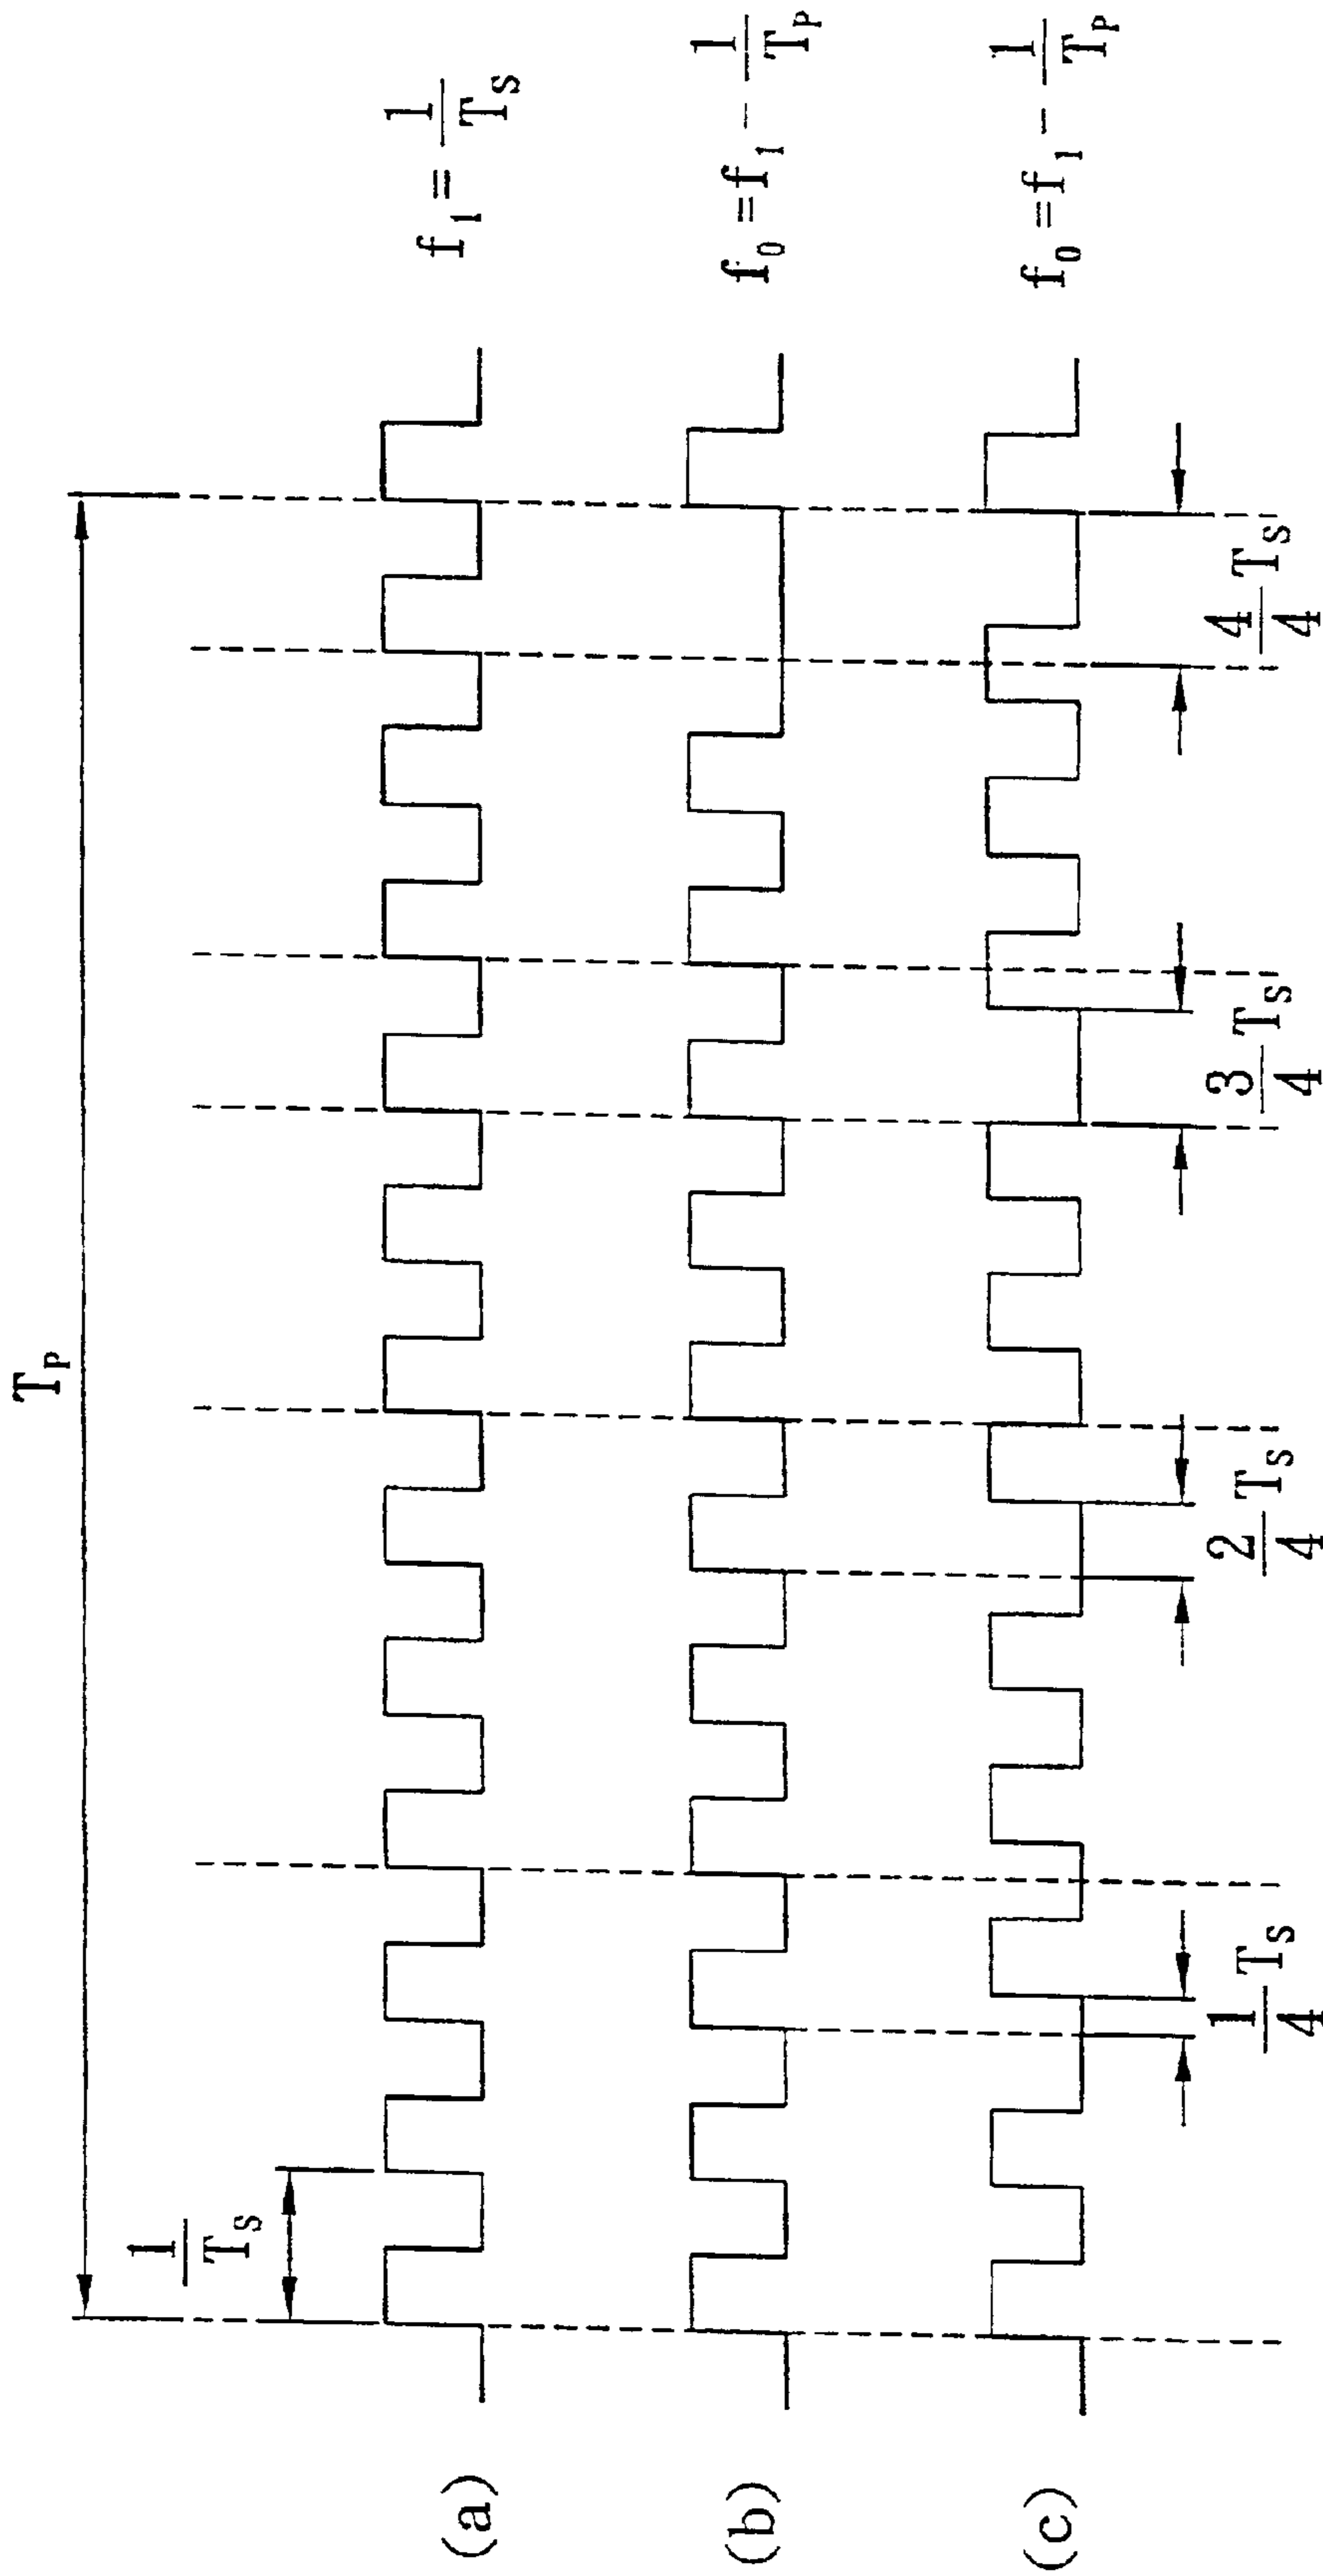 T_P
1/T_S
(a) f_1 = 1/T_S
(b) f_0 = f_1 - 1/T_P
(c) f_0 = f_1 - 1/T_P
1/4 T_S 2/4 T_S 3/4 T_S 4/4 T_S